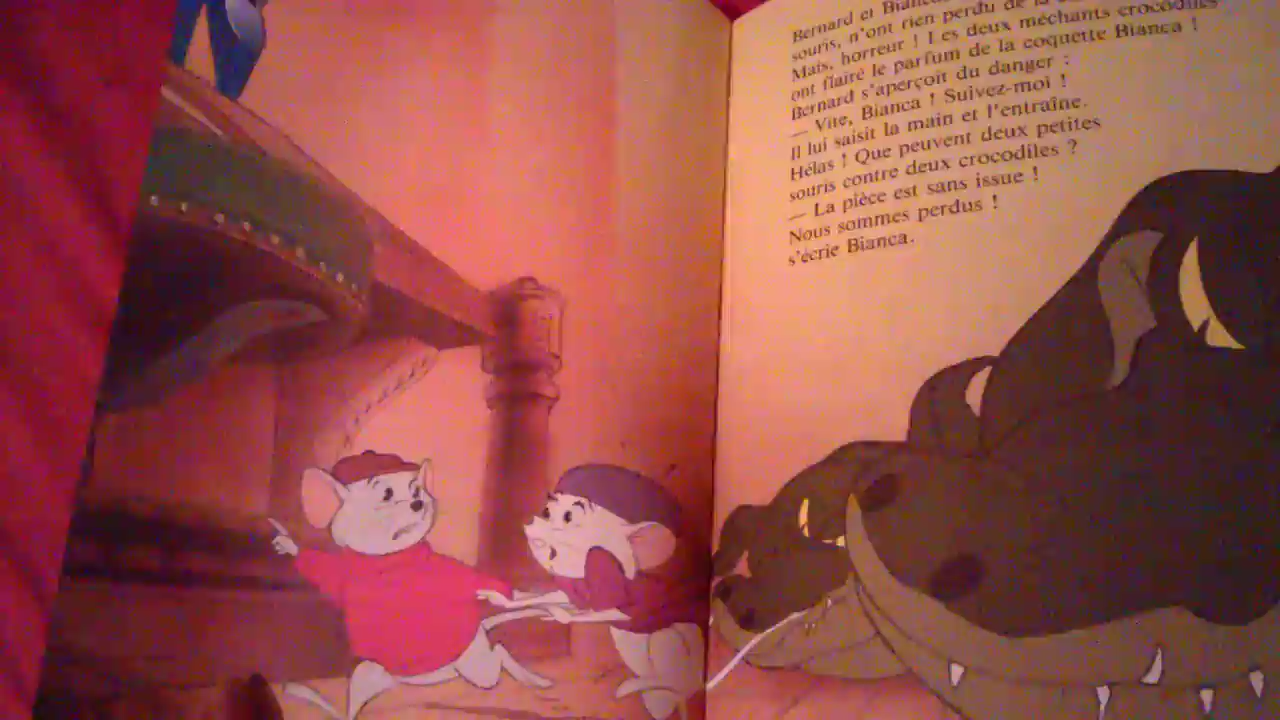 Bernard et Bianca
souris, n'ont rien perdu de la
Mais, horreur ! Les deux méchants crocodiles
ont flairé le parfum de la coquette Bianca !
Bernard s'aperçoit du danger :
— Vite, Bianca ! Suivez-moi !
Il lui saisit la main et l'entraîne.
Hélas ! Que peuvent deux petites
souris contre deux crocodiles ?
— La pièce est sans issue !
Nous sommes perdus !
s'écrie Bianca.